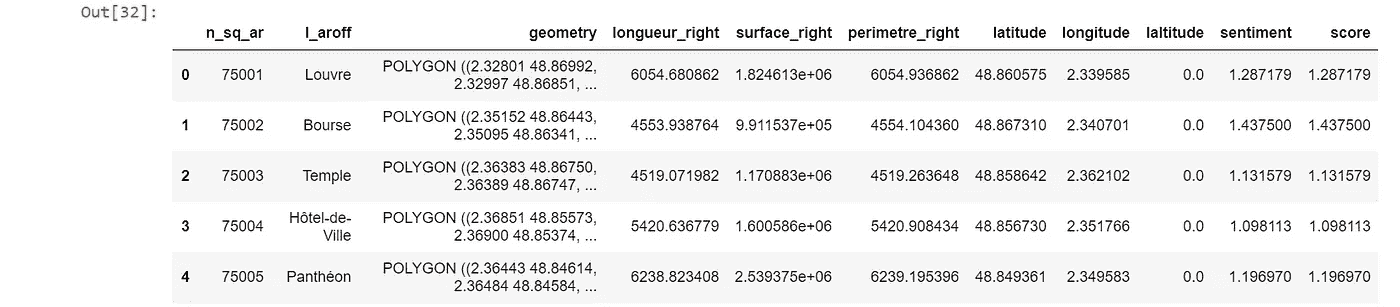 Out[32]:
n_sq_ar l_aroff geometry longueur_right surface_right perimetre_right latitude longitude laltitude sentiment score
0 75001 Louvre POLYGON ((2.32801 48.86992, 2.32997 48.86851, ... 6054.680862 1.824613e+06 6054.936862 48.860575 2.339585 0.0 1.287179 1.287179
1 75002 Bourse POLYGON ((2.35152 48.86443, 2.35095 48.86341, ... 4553.938764 9.911537e+05 4554.104360 48.867310 2.340701 0.0 1.437500 1.437500
2 75003 Temple POLYGON ((2.36383 48.86750, 2.36389 48.86747, ... 4519.071982 1.170883e+06 4519.263648 48.858642 2.362102 0.0 1.131579 1.131579
3 75004 Hôtel-de-Ville POLYGON ((2.36851 48.85573, 2.36900 48.85374, ... 5420.636779 1.600586e+06 5420.908434 48.856730 2.351766 0.0 1.098113 1.098113
4 75005 Panthéon POLYGON ((2.36443 48.84614, 2.36484 48.84584, ... 6238.823408 2.539375e+06 6239.195396 48.849361 2.349583 0.0 1.196970 1.196970